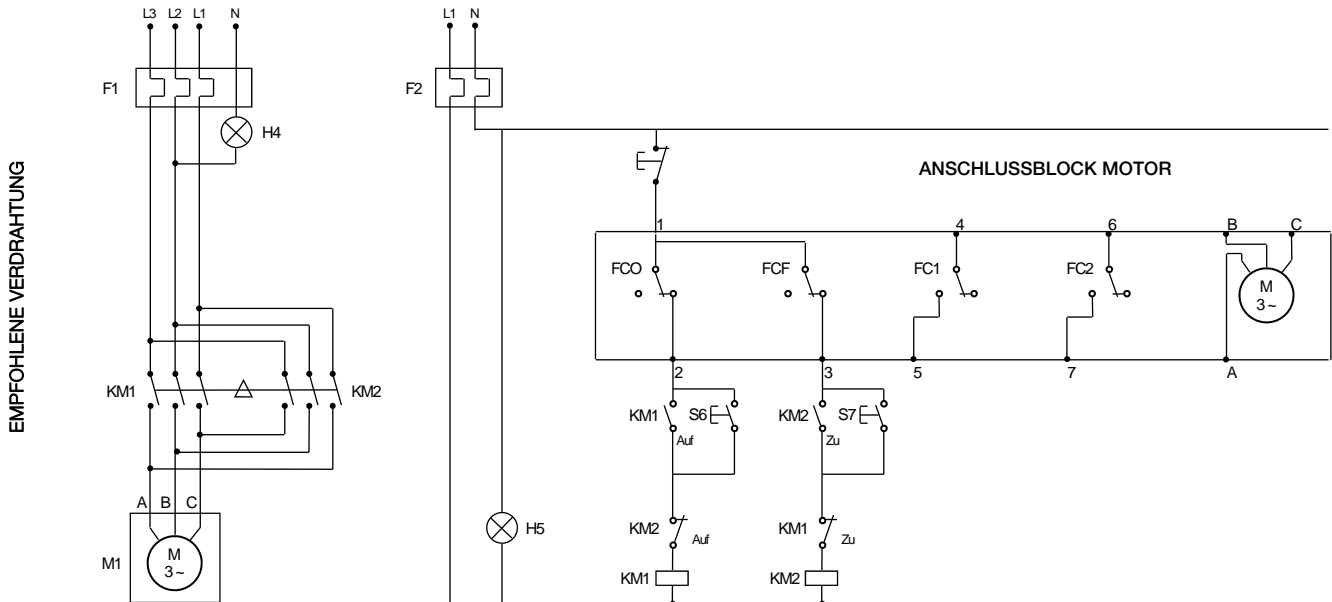 L3 L2 L1 N
L1 N
F1
F2
H4
EMPFOHLENE VERDRAHTUNG
ANSCHLUSSBLOCK MOTOR
1 4 6 B C
FCO FCF FC1 FC2
M
3~
KM1 KM2
2 3 5 7 A
KM1 S6 KM2 S7
Auf Zu
A B C
H5
KM2 Auf KM1 Zu
M1
M
3~
KM1 KM2